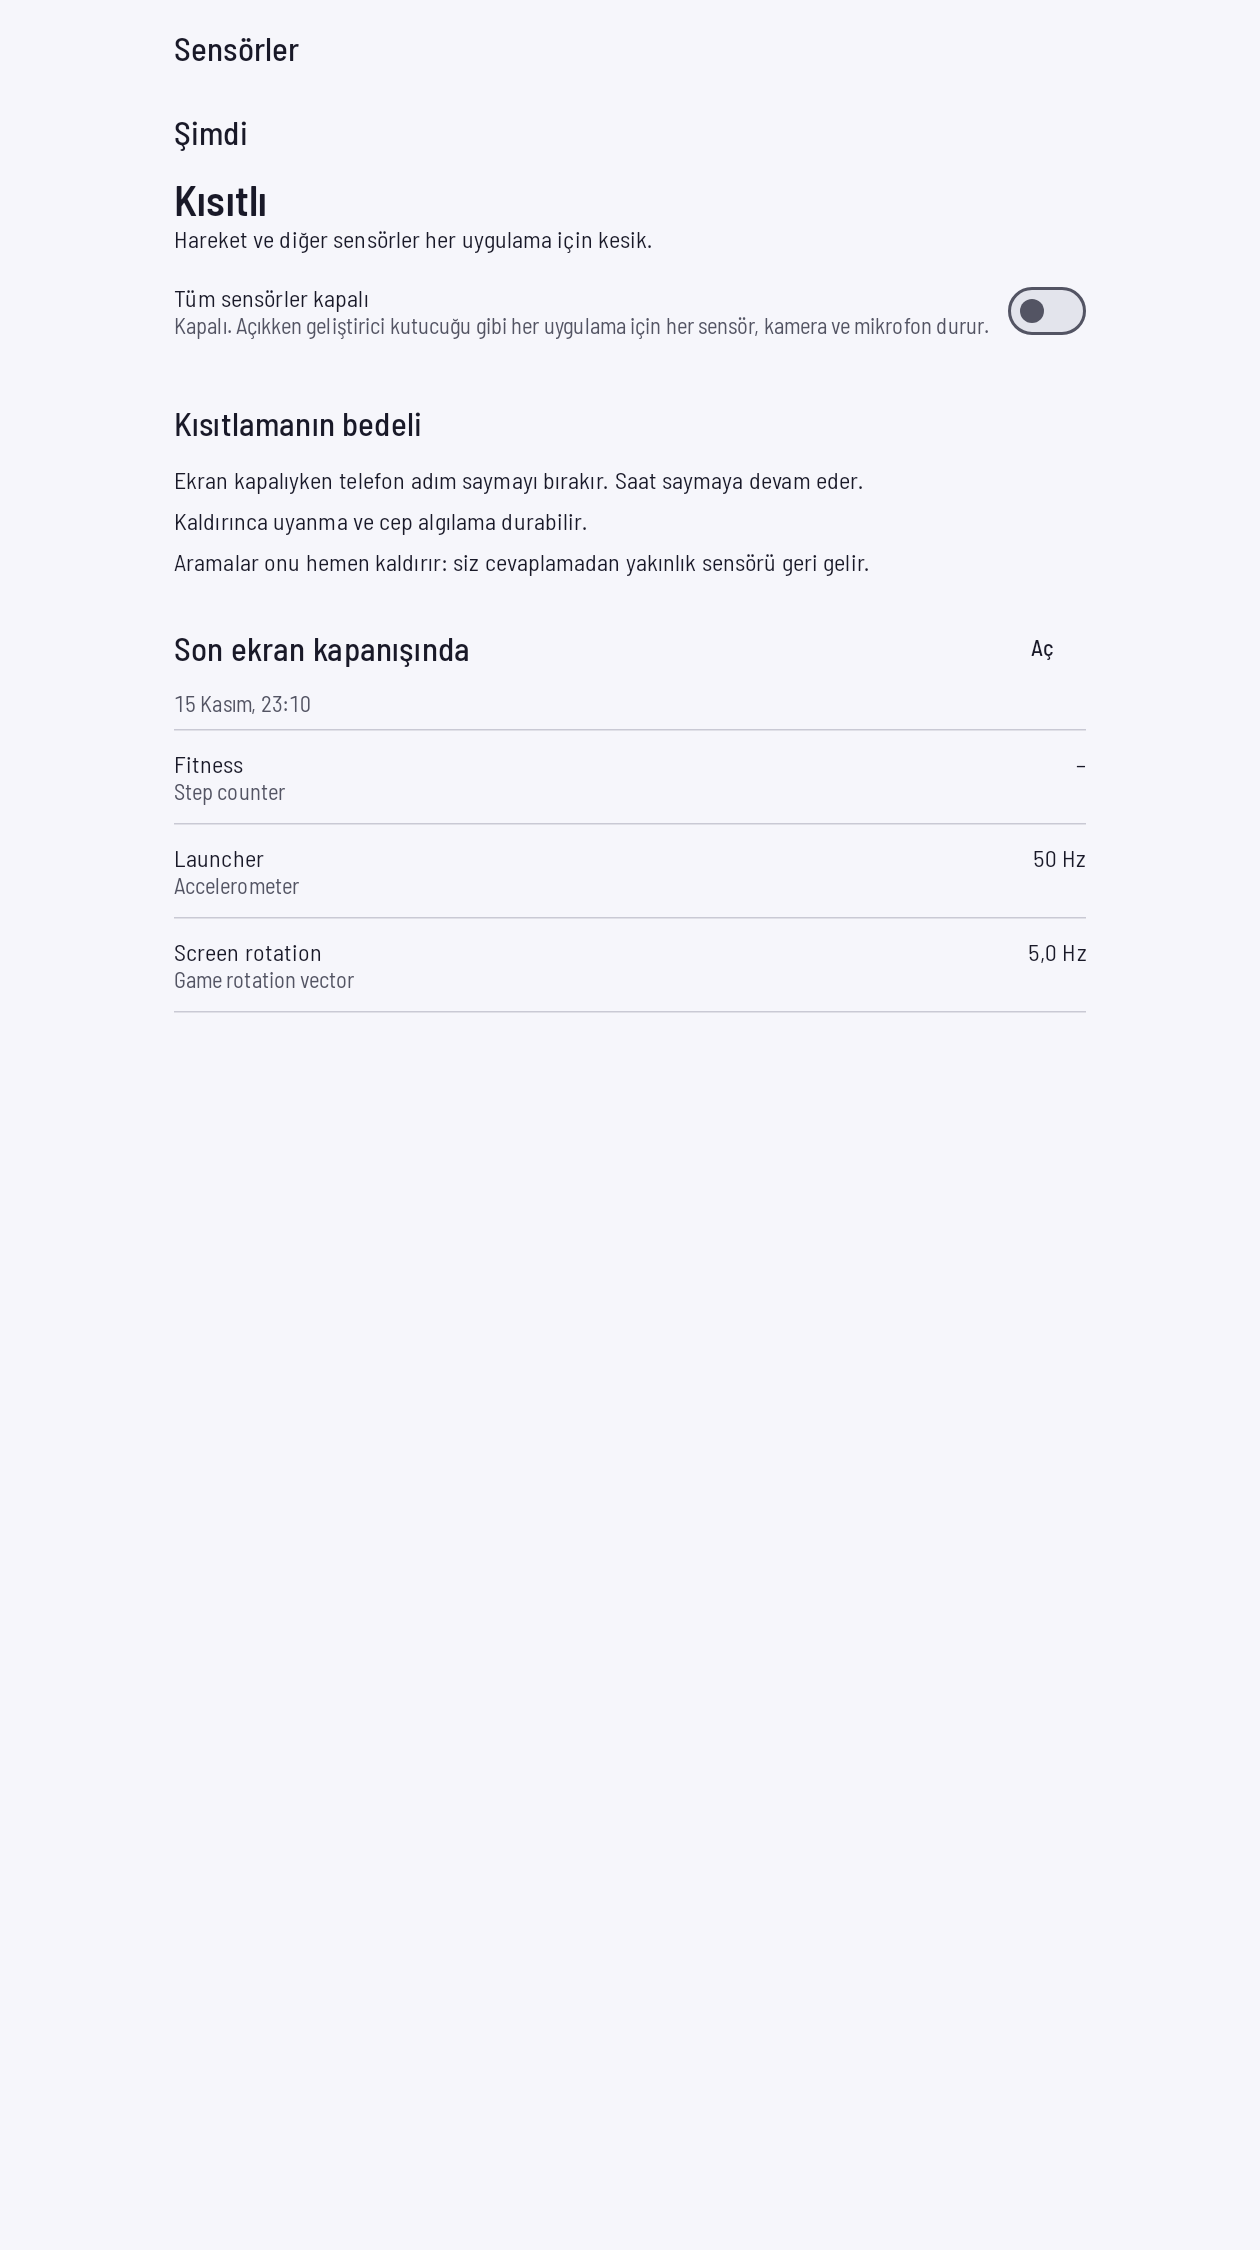 Sensörler
Şimdi
Kısıtlı
Hareket ve diğer sensörler her uygulama için kesik.
Tüm sensörler kapalı
Kapalı. Açıkken geliştirici kutucuğu gibi her uygulama için her sensör, kamera ve mikrofon durur.
Kısıtlamanın bedeli
Ekran kapalıyken telefon adım saymayı bırakır. Saat saymaya devam eder.
Kaldırınca uyanma ve cep algılama durabilir.
Aramalar onu hemen kaldırır: siz cevaplamadan yakınlık sensörü geri gelir.
Son ekran kapanışında
Aç
15 Kasım, 23:10
Fitness
–
Step counter
Launcher
50 Hz
Accelerometer
Screen rotation
5,0 Hz
Game rotation vector